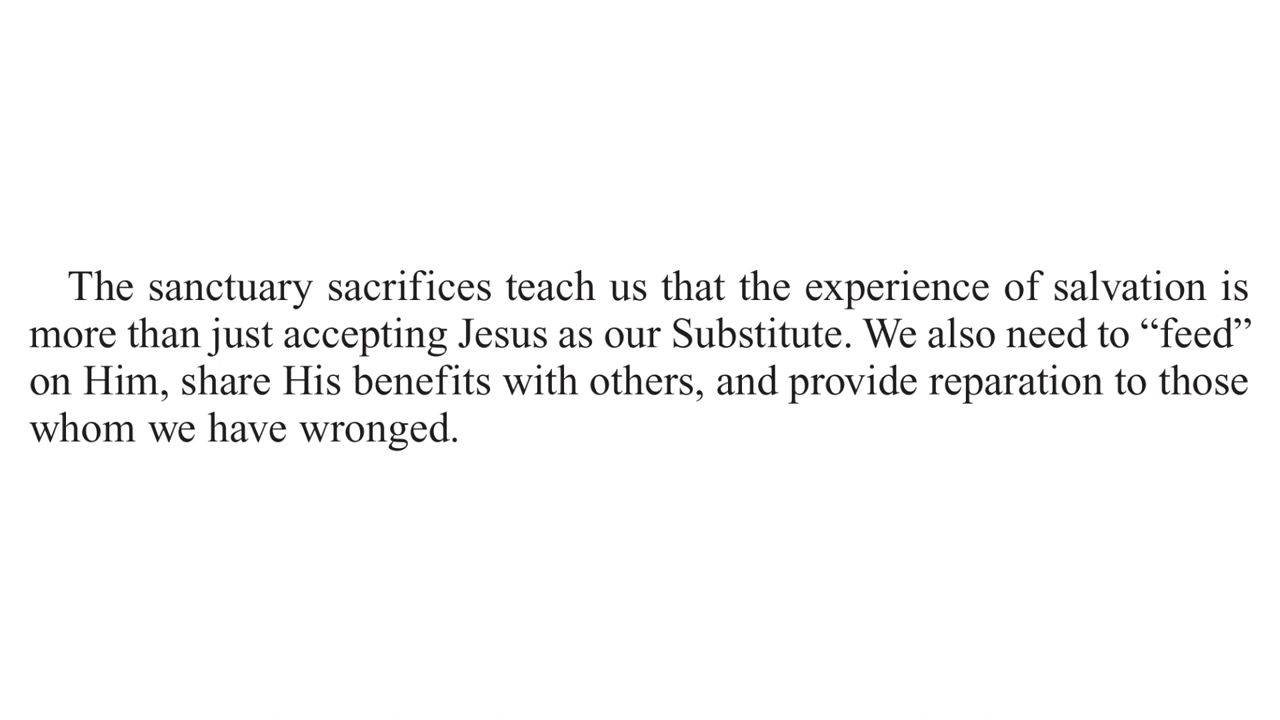 The sanctuary sacrifices teach us that the experience of salvation is
more than just accepting Jesus as our Substitute. We also need to “feed”
on Him, share His benefits with others, and provide reparation to those
whom we have wronged.